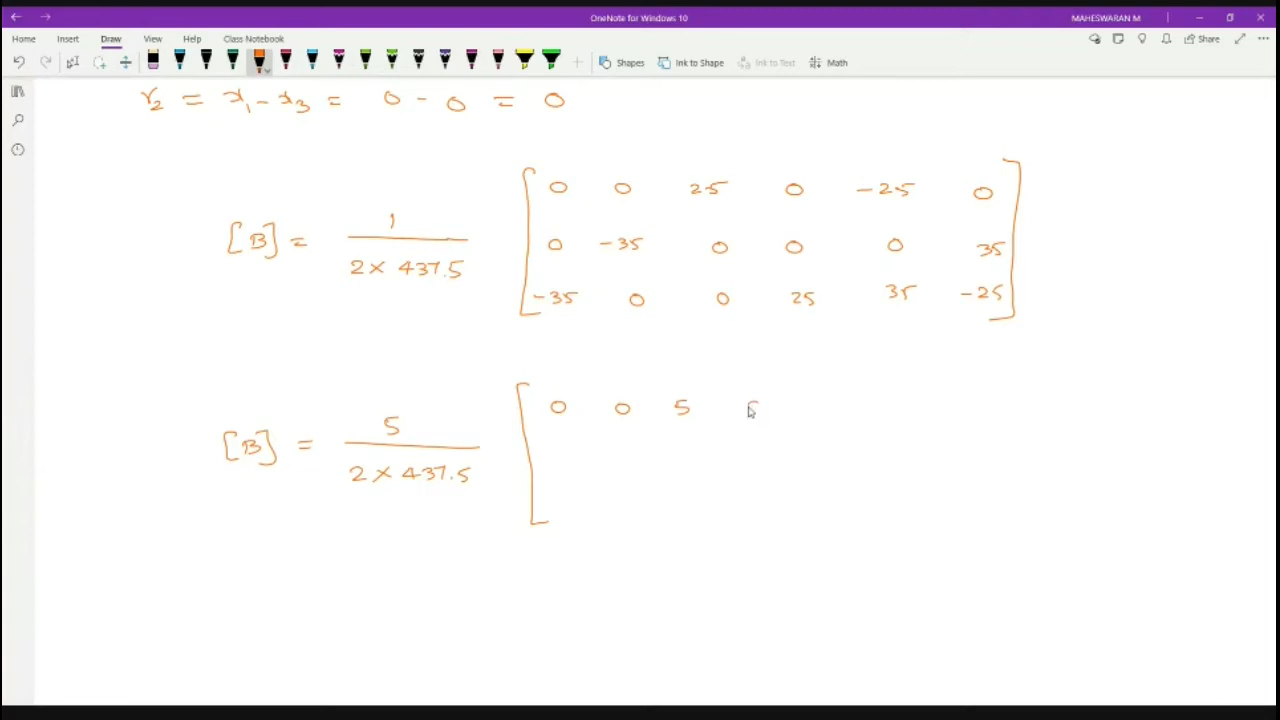 OneNote for Windows 10
MAHESWARAN M
Home Insert Draw View Help Class Notebook
Share
Shapes Ink to Shape Ink to Text Math
r₂ = x₁ - x₃ = 0 - 0 = 0
0 0 25 0 -25 0
[B] = 1 / 2 × 437.5
0 -35 0 0 0 35
-35 0 0 25 35 -25
[B] = 5 / 2 × 437.5
0 0 5